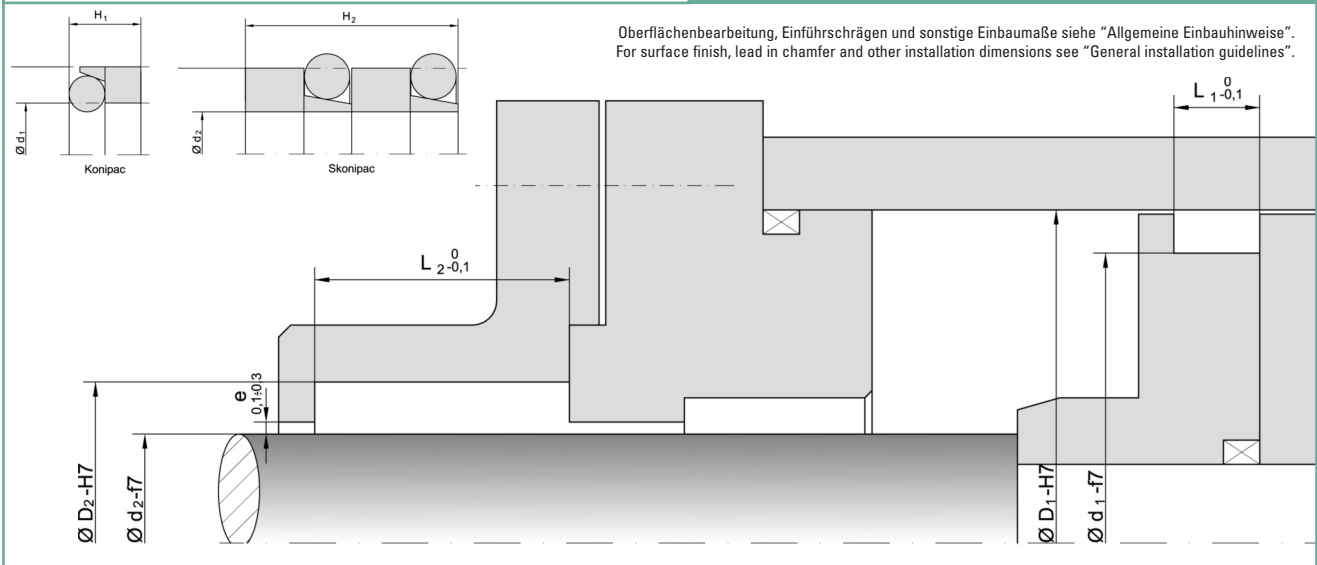 H₁
Ø d₁
Konipac
H₂
Ø d₂
Skonipac
Oberflächenbearbeitung, Einführschrägen und sonstige Einbaumaße siehe “Allgemeine Einbauhinweise”.
For surface finish, lead in chamfer and other installation dimensions see “General installation guidelines”.
L 1 0 -0,1
L 2 0 -0,1
e 0,1÷0,3
Ø D₂-H7
Ø d₂-f7
Ø D₁-H7
Ø d₁-f7